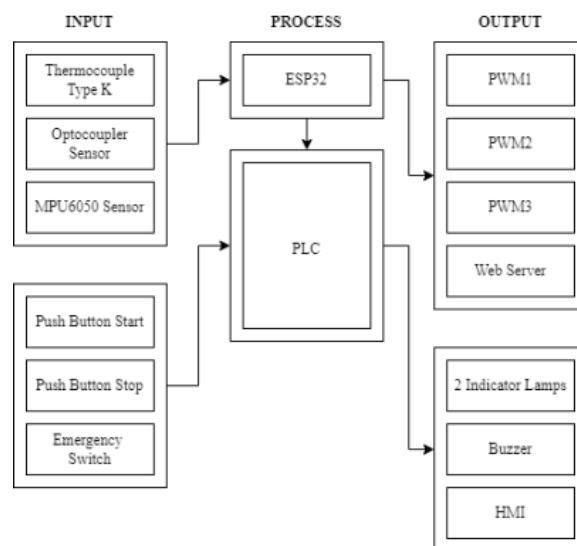 INPUT
Thermocouple
Type K
Optocoupler
Sensor
MPU6050 Sensor
Push Button Start
Push Button Stop
Emergency
Switch
PROCESS
ESP32
PLC
OUTPUT
PWM1
PWM2
PWM3
Web Server
2 Indicator Lamps
Buzzer
HMI